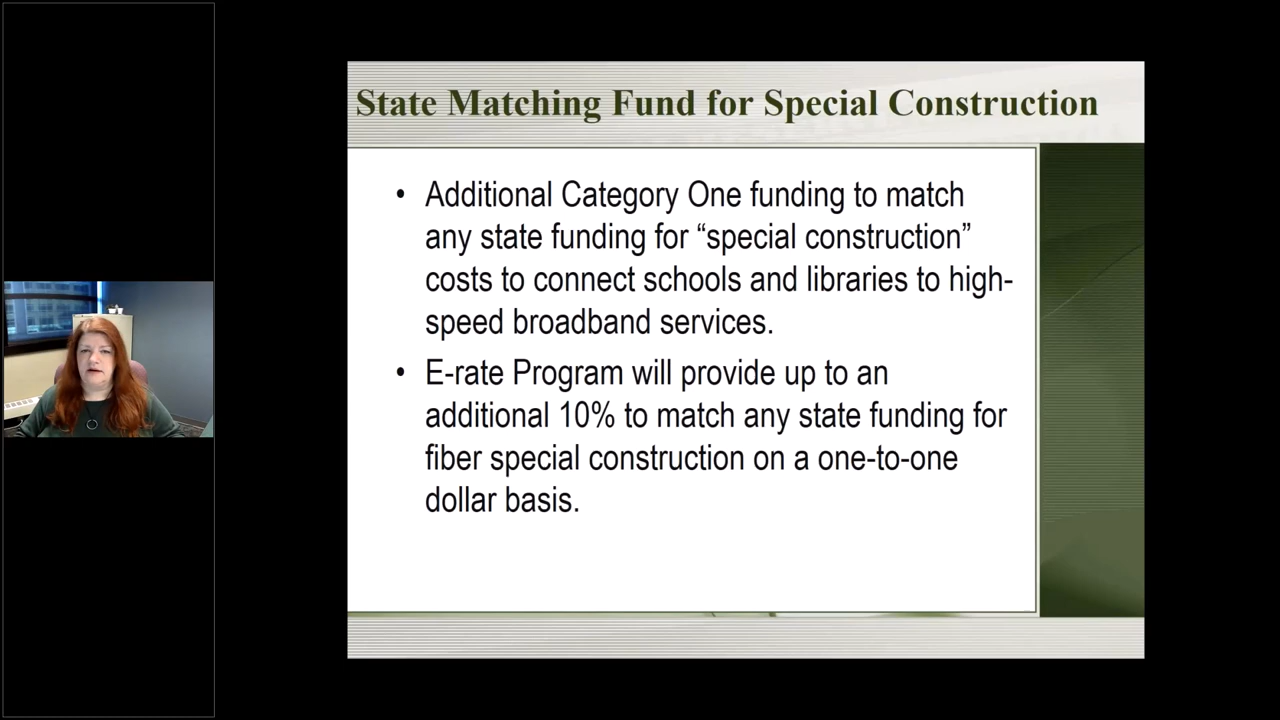 State Matching Fund for Special Construction
• Additional Category One funding to match
any state funding for “special construction”
costs to connect schools and libraries to high-
speed broadband services.
• E-rate Program will provide up to an
additional 10% to match any state funding for
fiber special construction on a one-to-one
dollar basis.